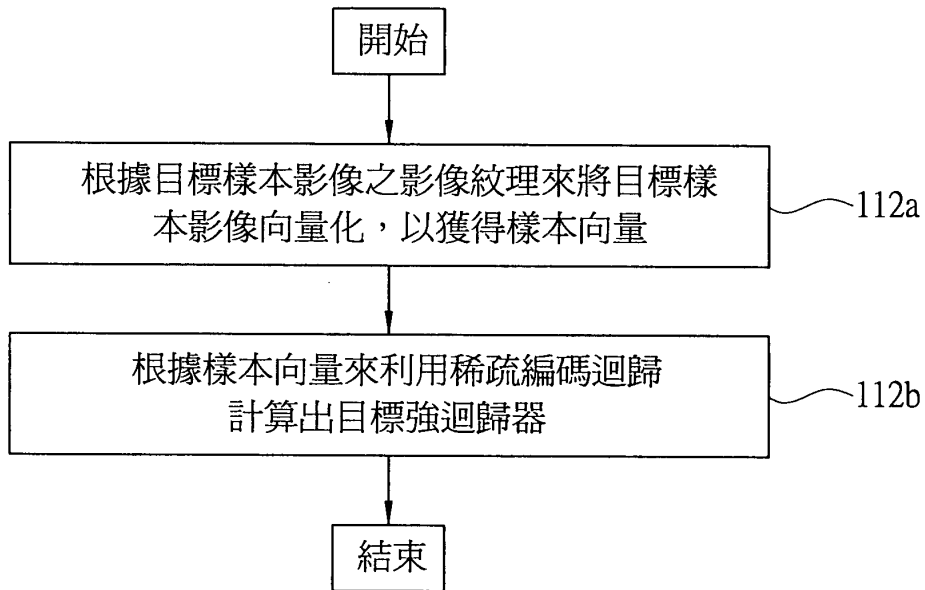 開始
根據目標樣本影像之影像紋理來將目標樣
本影像向量化，以獲得樣本向量
112a
根據樣本向量來利用稀疏編碼迴歸
計算出目標強迴歸器
112b
結束